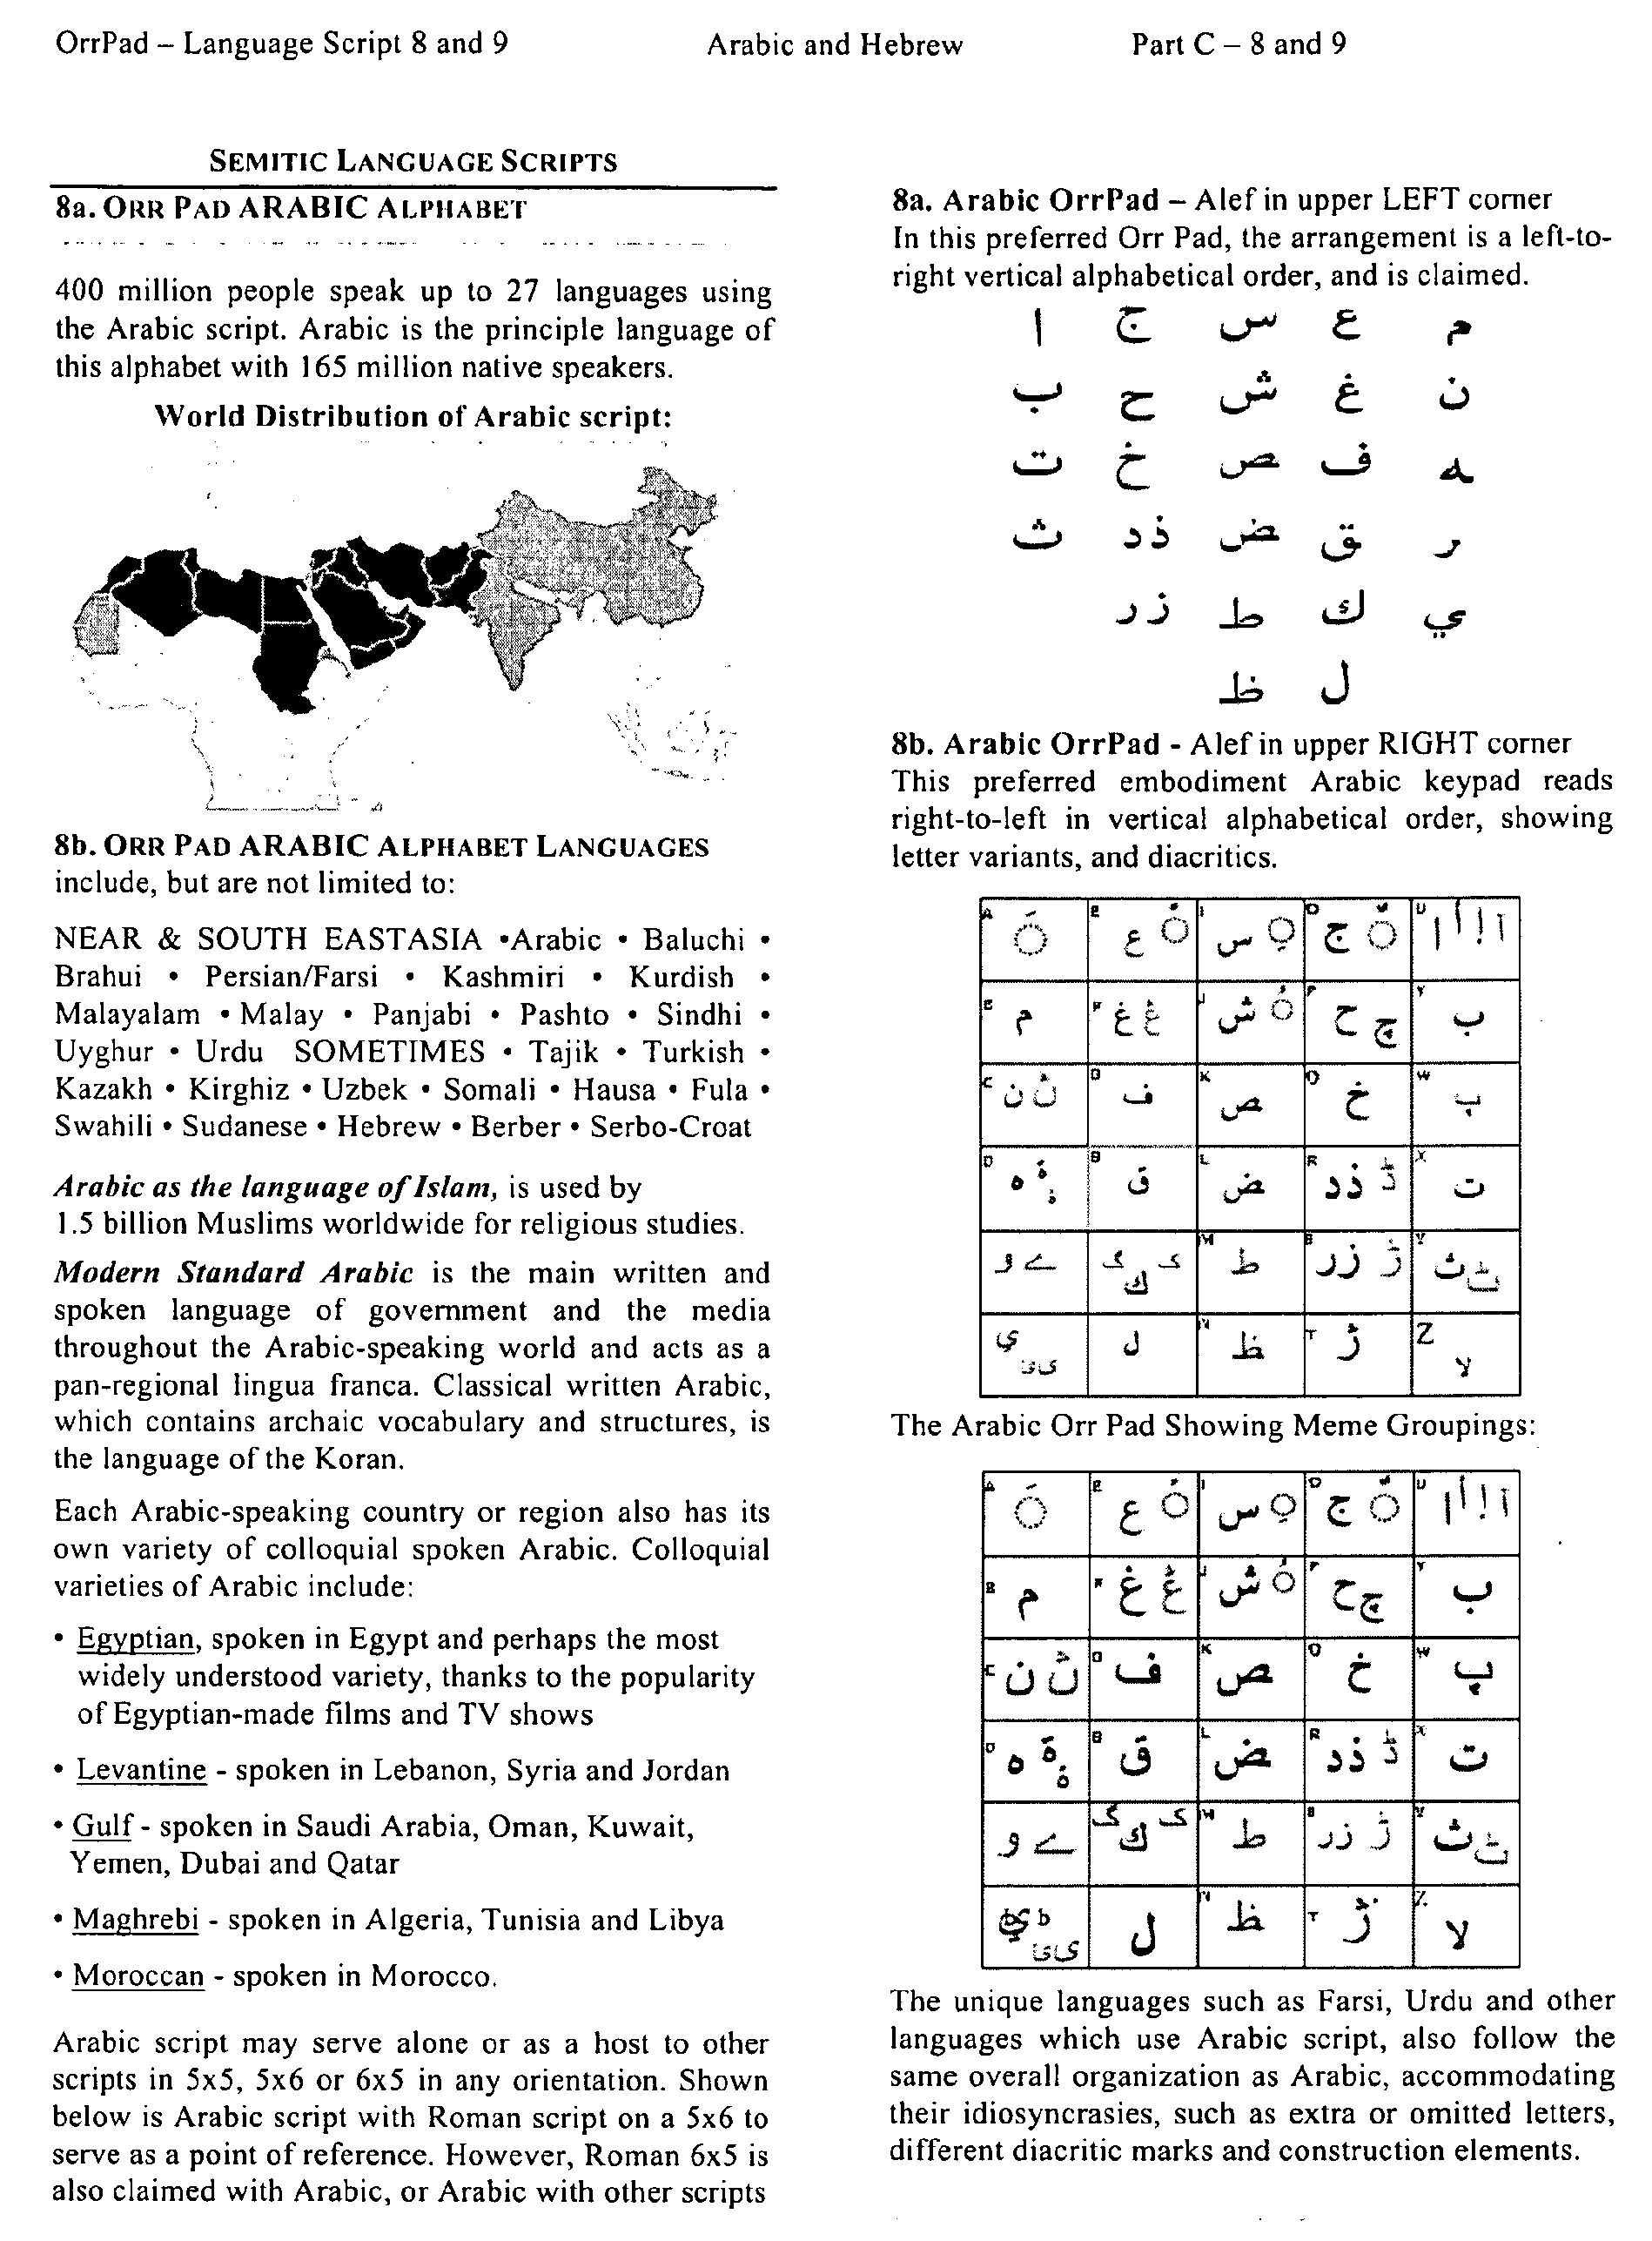 OrrPad – Language Script 8 and 9 Arabic and Hebrew Part C – 8 and 9
SEMITIC LANGUAGE SCRIPTS
8a. ORR PAD ARABIC ALPHABET
400 million people speak up to 27 languages using
the Arabic script. Arabic is the principle language of
this alphabet with 165 million native speakers.
World Distribution of Arabic script:
8b. ORR PAD ARABIC ALPHABET LANGUAGES
include, but are not limited to:
NEAR & SOUTH EASTASIA •Arabic • Baluchi •
Brahui • Persian/Farsi • Kashmiri • Kurdish •
Malayalam • Malay • Panjabi • Pashto • Sindhi •
Uyghur • Urdu SOMETIMES • Tajik • Turkish •
Kazakh • Kirghiz • Uzbek • Somali • Hausa • Fula •
Swahili • Sudanese • Hebrew • Berber • Serbo-Croat
Arabic as the language of Islam, is used by
1.5 billion Muslims worldwide for religious studies.
Modern Standard Arabic is the main written and
spoken language of government and the media
throughout the Arabic-speaking world and acts as a
pan-regional lingua franca. Classical written Arabic,
which contains archaic vocabulary and structures, is
the language of the Koran.
Each Arabic-speaking country or region also has its
own variety of colloquial spoken Arabic. Colloquial
varieties of Arabic include:
• Egyptian, spoken in Egypt and perhaps the most
widely understood variety, thanks to the popularity
of Egyptian-made films and TV shows
• Levantine - spoken in Lebanon, Syria and Jordan
• Gulf - spoken in Saudi Arabia, Oman, Kuwait,
Yemen, Dubai and Qatar
• Maghrebi - spoken in Algeria, Tunisia and Libya
• Moroccan - spoken in Morocco.
Arabic script may serve alone or as a host to other
scripts in 5x5, 5x6 or 6x5 in any orientation. Shown
below is Arabic script with Roman script on a 5x6 to
serve as a point of reference. However, Roman 6x5 is
also claimed with Arabic, or Arabic with other scripts
8a. Arabic OrrPad – Alef in upper LEFT corner
In this preferred Orr Pad, the arrangement is a left-to-
right vertical alphabetical order, and is claimed.
ا ج س ع م
ب ح ش غ ن
ت خ ص ف ه
ث ذ د ض ق ر
ر ز ط ك ي
ظ ل
8b. Arabic OrrPad - Alef in upper RIGHT corner
This preferred embodiment Arabic keypad reads
right-to-left in vertical alphabetical order, showing
letter variants, and diacritics.
A E ع I س O ج U ا أ إ آ
م غ J ش P ح چ ب
C ن G ف K ص Q خ W پ
D ه ة ق L ض R د ذ ڈ X ت
و ے ک ك گ M ط ر ز ڑ ث ٹ
ي ل N ظ T ژ Z لا
The Arabic Orr Pad Showing Meme Groupings:
A E ع I س O ج U ا أ إ آ
م غ J ش P ح چ ب
C ن G ف K ص Q خ W پ
D ه ة ق L ض R د ذ ڈ X ت
و ے گ ك ک M ط ر ز ڑ ث ٹ
ي ل N ظ T ژ Z لا
The unique languages such as Farsi, Urdu and other
languages which use Arabic script, also follow the
same overall organization as Arabic, accommodating
their idiosyncrasies, such as extra or omitted letters,
different diacritic marks and construction elements.